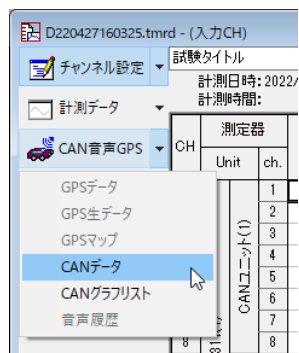 D220427160325.tmrd - (入力CH)
チャンネル設定
試験タイトル
計測日時: 2022/
計測時間:
計測データ
CAN音声GPS
CH
測定器
Unit
ch.
GPSデータ
GPS生データ
GPSマップ
CANデータ
CANグラフリスト
音声履歴
CANユニット(1)
1
2
3
4
5
6
7
8
8